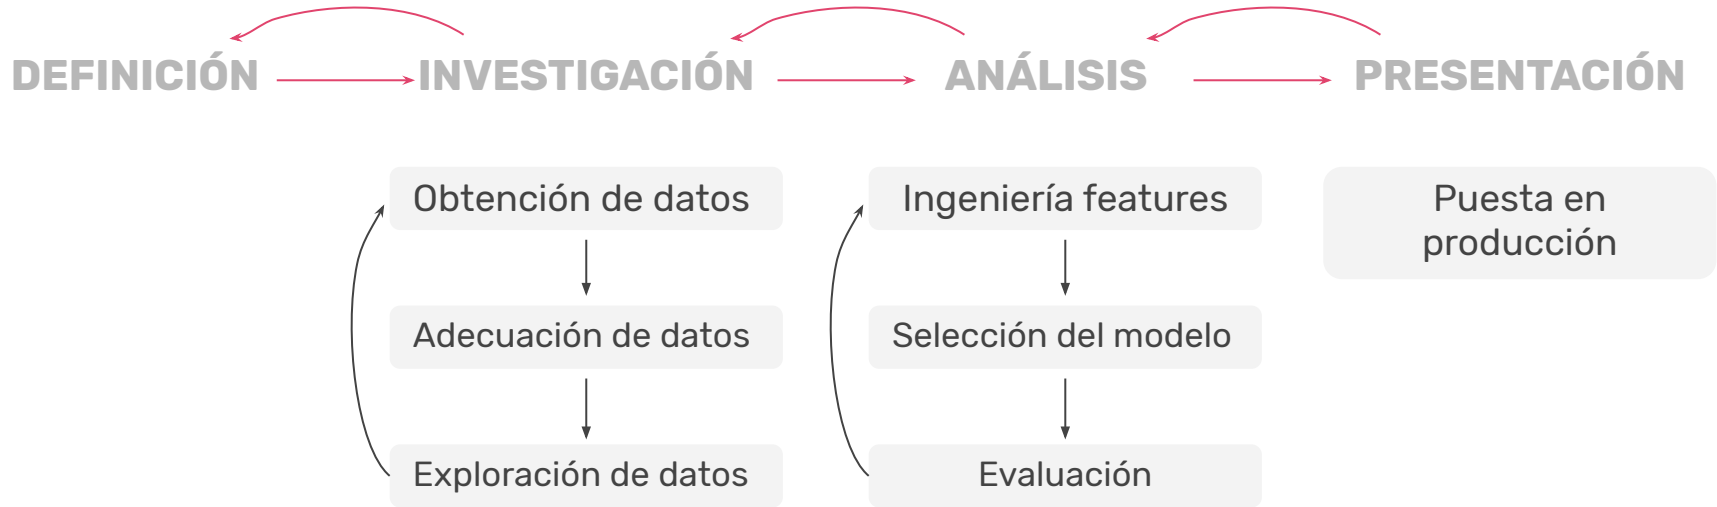 DEFINICIÓN
INVESTIGACIÓN
ANÁLISIS
PRESENTACIÓN
Obtención de datos
Adecuación de datos
Exploración de datos
Ingeniería features
Selección del modelo
Evaluación
Puesta en
producción